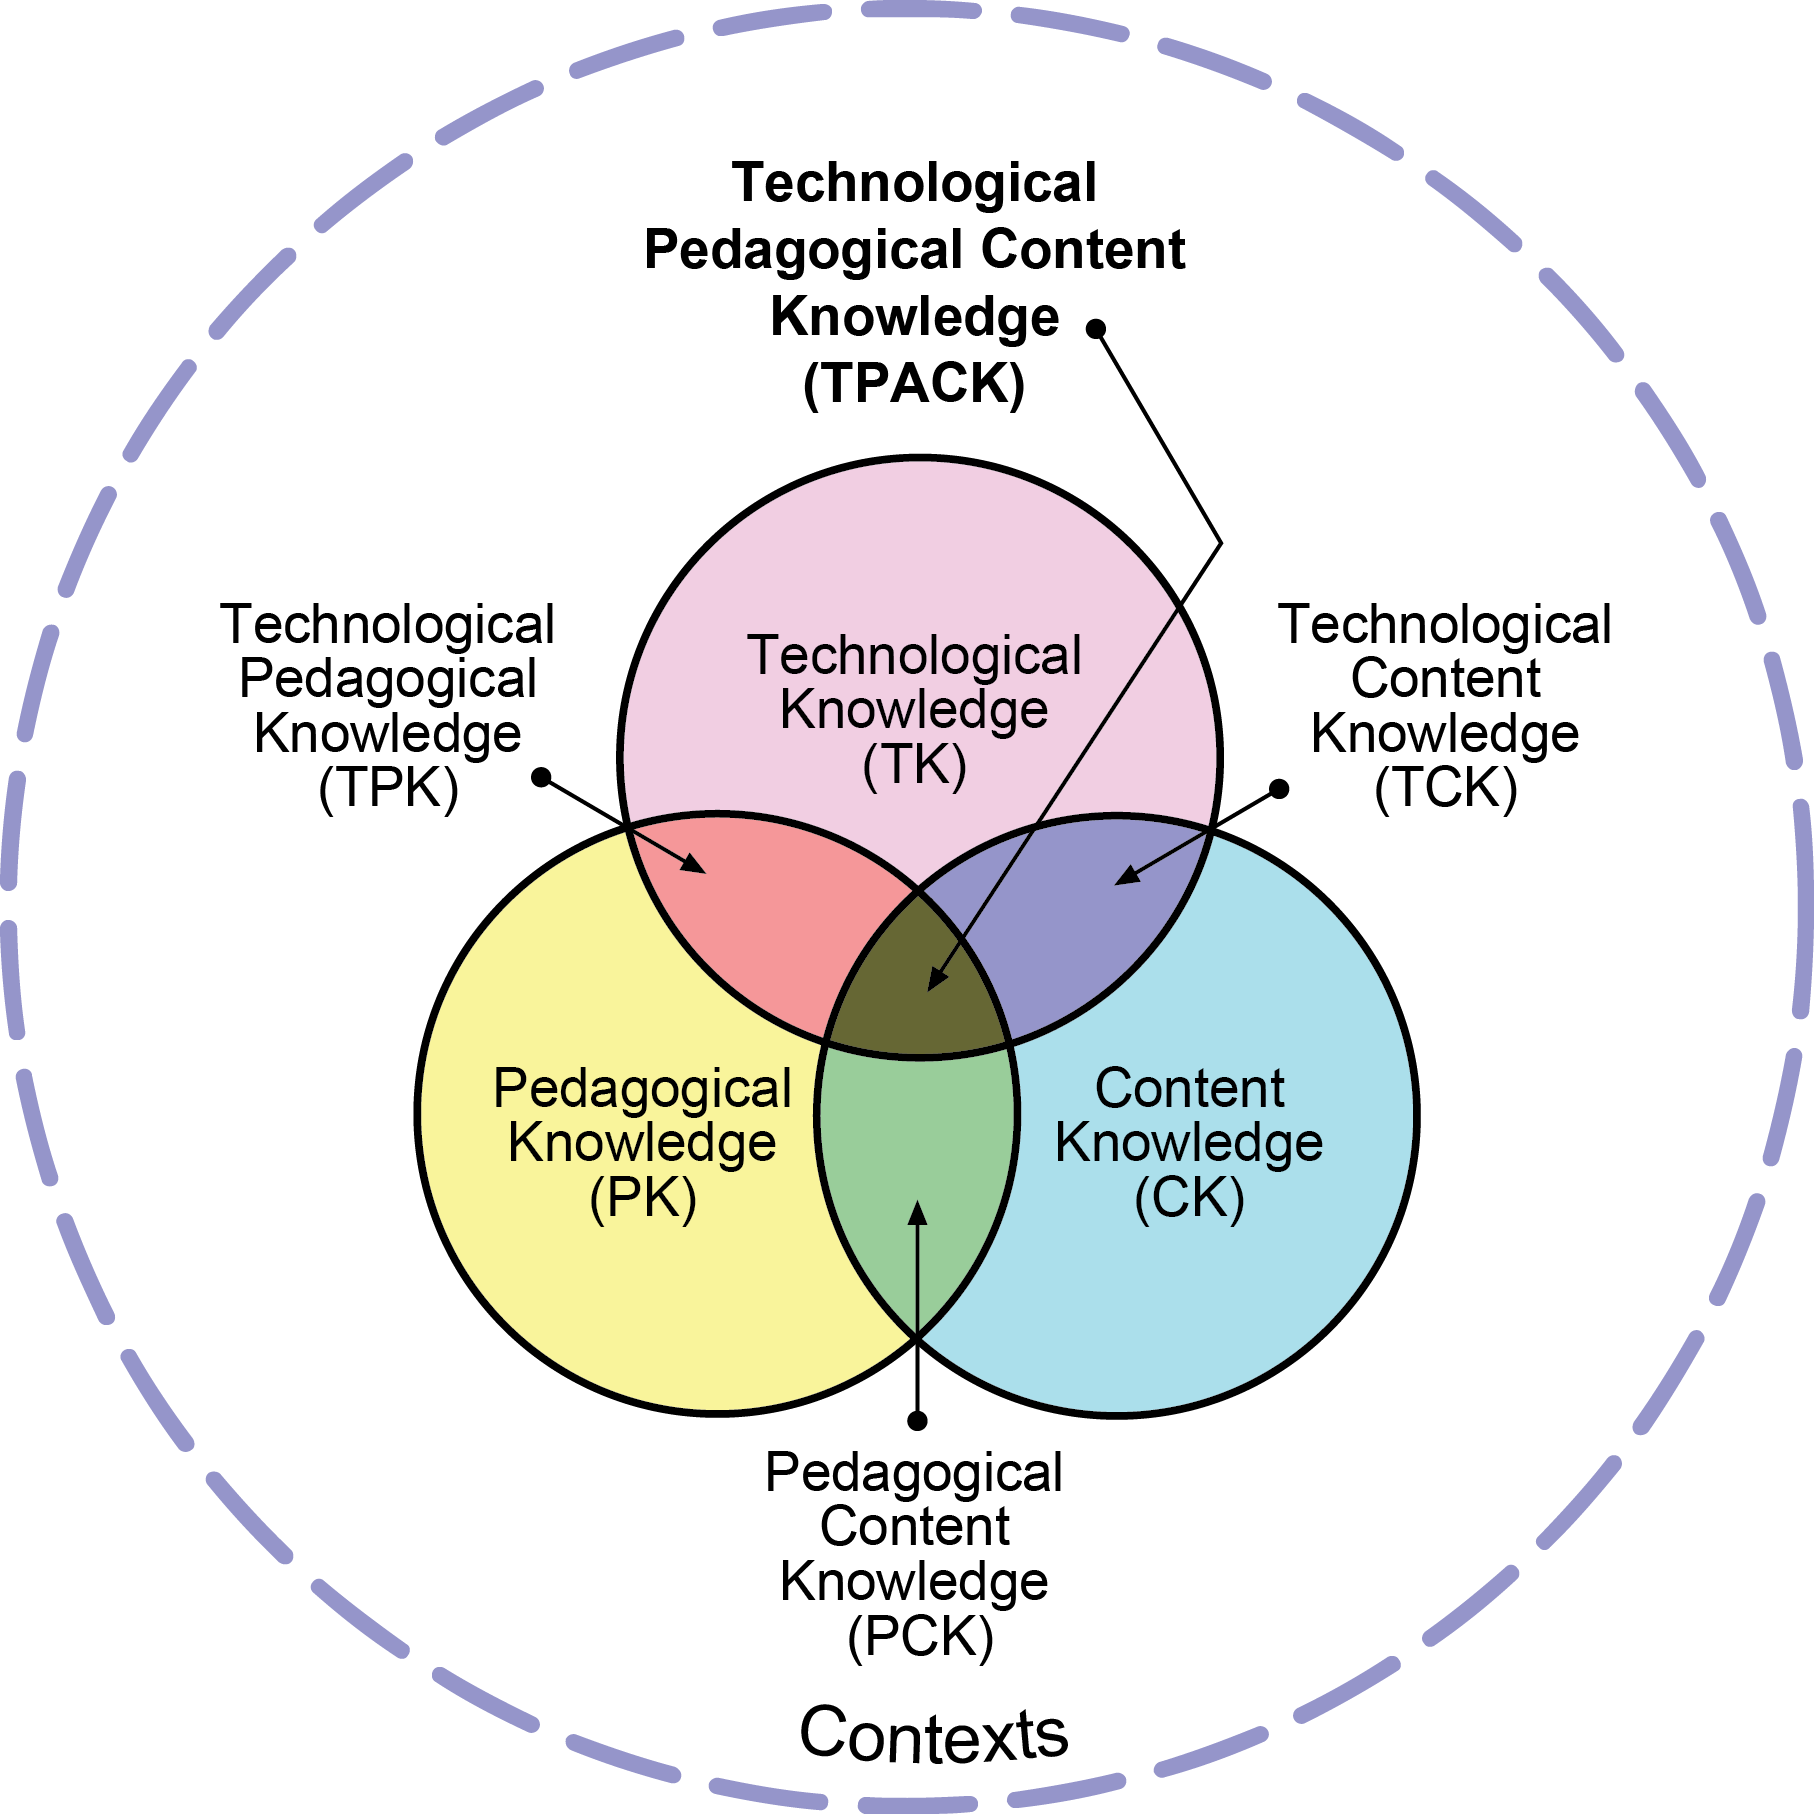 Technological
Pedagogical Content
Knowledge
(TPACK)
Technological
Pedagogical
Knowledge
(TPK)
Technological
Knowledge
(TK)
Technological
Content
Knowledge
(TCK)
Pedagogical
Knowledge
(PK)
Content
Knowledge
(CK)
Pedagogical
Content
Knowledge
(PCK)
Contexts